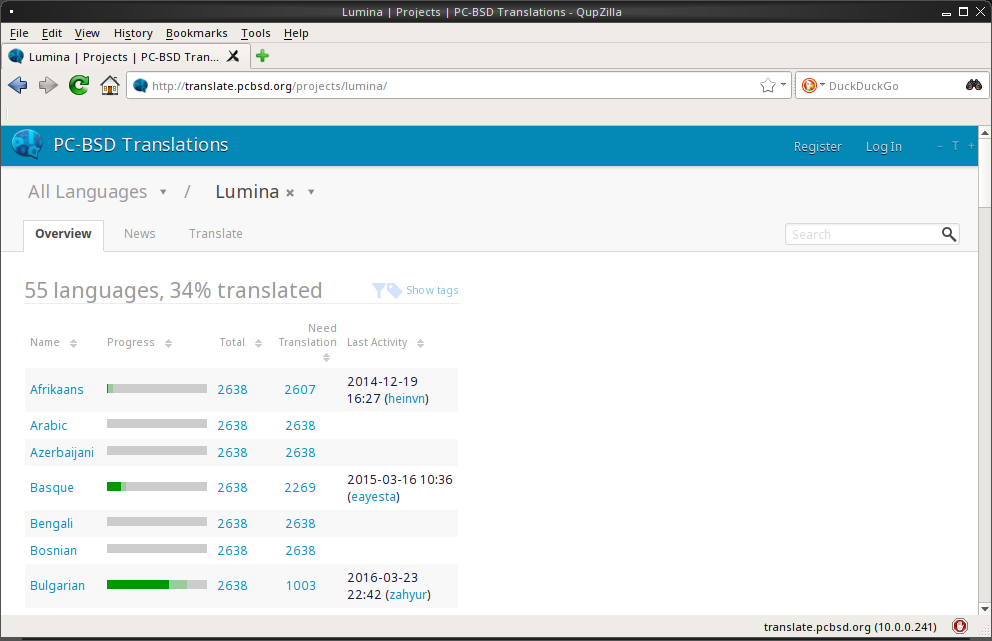 Lumina | Projects | PC-BSD Translations - QupZilla
File Edit View History Bookmarks Tools Help
Lumina | Projects | PC-BSD Tran...
http://translate.pcbsd.org/projects/lumina/
DuckDuckGo
PC-BSD Translations
Register Log In − T +
All Languages / Lumina
Overview News Translate
Search
55 languages, 34% translated
Show tags
Name Progress Total Need Translation Last Activity
Afrikaans 2638 2607 2014-12-19
16:27 (heinvn)
Arabic 2638 2638
Azerbaijani 2638 2638
Basque 2638 2269 2015-03-16 10:36
(eayesta)
Bengali 2638 2638
Bosnian 2638 2638
Bulgarian 2638 1003 2016-03-23
22:42 (zahyur)
translate.pcbsd.org (10.0.0.241)